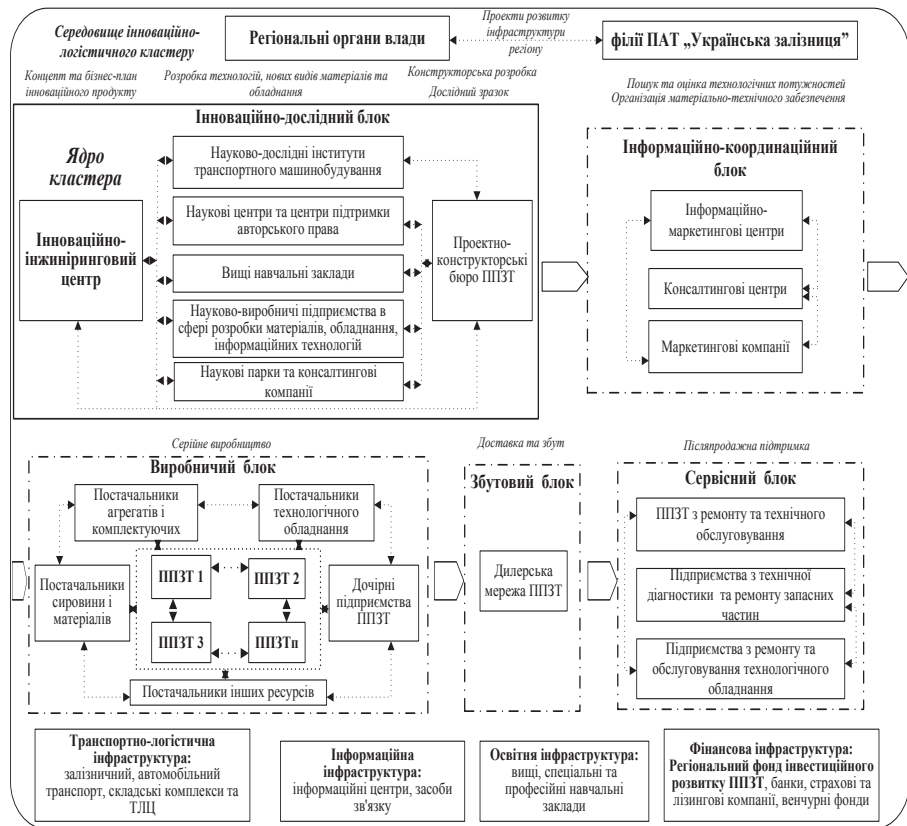 Середовище інноваційно-
логістичного кластеру
Регіональні органи влади
Проекти розвитку
інфраструктури
регіону
філії ПАТ „Українська залізниця”
Концепт та бізнес-план
інноваційного продукту
Розробка технологій, нових видів матеріалів та
обладнання
Конструкторська розробка
Дослідний зразок
Пошук та оцінка технологічних потужностей
Організація матеріально-технічного забезпечення
Інноваційно-дослідний блок
Ядро
кластера
Інноваційно-
інжиніринговий
центр
Науково-дослідні інститути
транспортного машинобудування
Наукові центри та центри підтримки
авторського права
Вищі навчальні заклади
Науково-виробничі підприємства в
сфері розробки матеріалів, обладнання,
інформаційних технологій
Наукові парки та консалтингові
компанії
Проектно-
конструкторські
бюро ППЗТ
Інформаційно-координаційний
блок
Інформаційно-
маркетингові центри
Консалтингові центри
Маркетингові компанії
Серійне виробництво
Виробничий блок
Постачальники
агрегатів і
комплектуючих
Постачальники
технологічного
обладнання
Постачальники
сировини і
матеріалів
ППЗТ 1
ППЗТ 2
ППЗТ 3
ППЗТп
Дочірні
підприємства
ППЗТ
Постачальники інших ресурсів
Доставка та збут
Збутовий блок
Дилерська
мережа ППЗТ
Післяпродажна підтримка
Сервісний блок
ППЗТ з ремонту та технічного
обслуговування
Підприємства з технічної
діагностики та ремонту запасних
частин
Підприємства з ремонту та
обслуговування технологічного
обладнання
Транспортно-логістична
інфраструктура:
залізничний, автомобільний
транспорт, складські комплекси та
ТЛЦ
Інформаційна
інфраструктура:
інформаційні центри, засоби
зв'язку
Освітня інфраструктура:
вищі, спеціальні та
професійні навчальні
заклади
Фінансова інфраструктура:
Регіональний фонд інвестиційного
розвитку ППЗТ, банки, страхові та
лізингові компанії, венчурні фонди